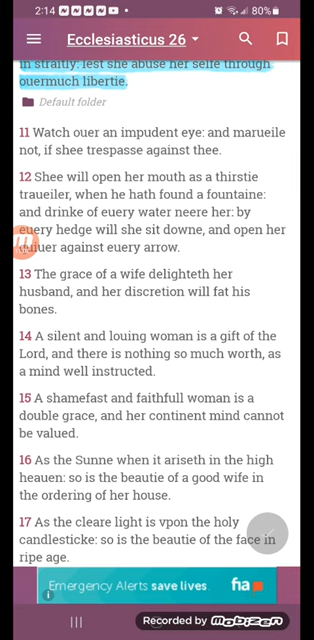 2:14
80%
Ecclesiasticus 26
in straitly: lest she abuse her selfe through
ouermuch libertie.
Default folder
11 Watch ouer an impudent eye: and marueile
not, if shee trespasse against thee.
12 Shee will open her mouth as a thirstie
traueiler, when he hath found a fountaine:
and drinke of euery water neere her: by
euery hedge will she sit downe, and open her
quiuer against euery arrow.
13 The grace of a wife delighteth her
husband, and her discretion will fat his
bones.
14 A silent and louing woman is a gift of the
Lord, and there is nothing so much worth, as
a mind well instructed.
15 A shamefast and faithfull woman is a
double grace, and her continent mind cannot
be valued.
16 As the Sunne when it ariseth in the high
heauen: so is the beautie of a good wife in
the ordering of her house.
17 As the cleare light is vpon the holy
candlesticke: so is the beautie of the face in
ripe age.
Emergency Alerts save lives.
fia
Recorded by Mobizen